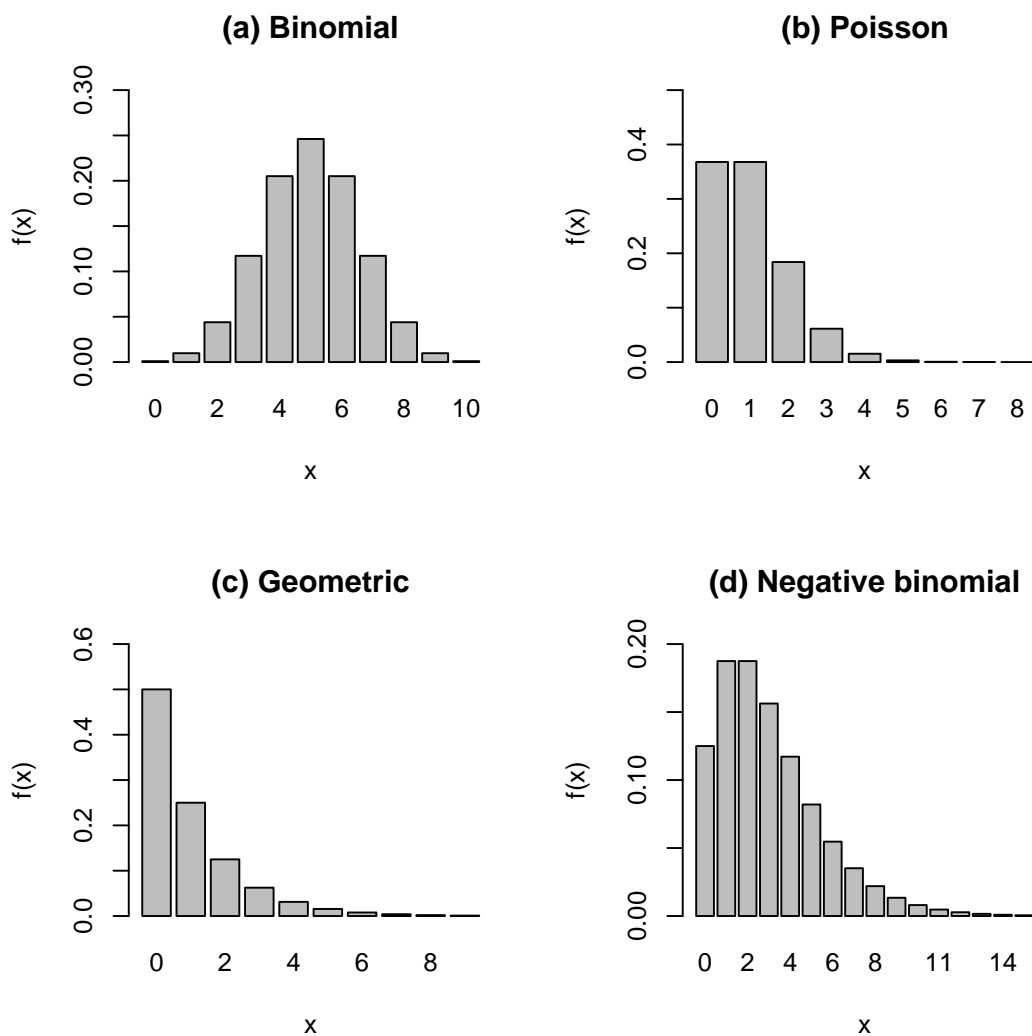 (a) Binomial
0.30
0.20
0.10
0.00
f(x)
0 2 4 6 8 10
x
(b) Poisson
0.4
0.2
0.0
f(x)
0 1 2 3 4 5 6 7 8
x
(c) Geometric
0.6
0.4
0.2
0.0
f(x)
0 2 4 6 8
x
(d) Negative binomial
0.20
0.10
0.00
f(x)
0 2 4 6 8 11 14
x